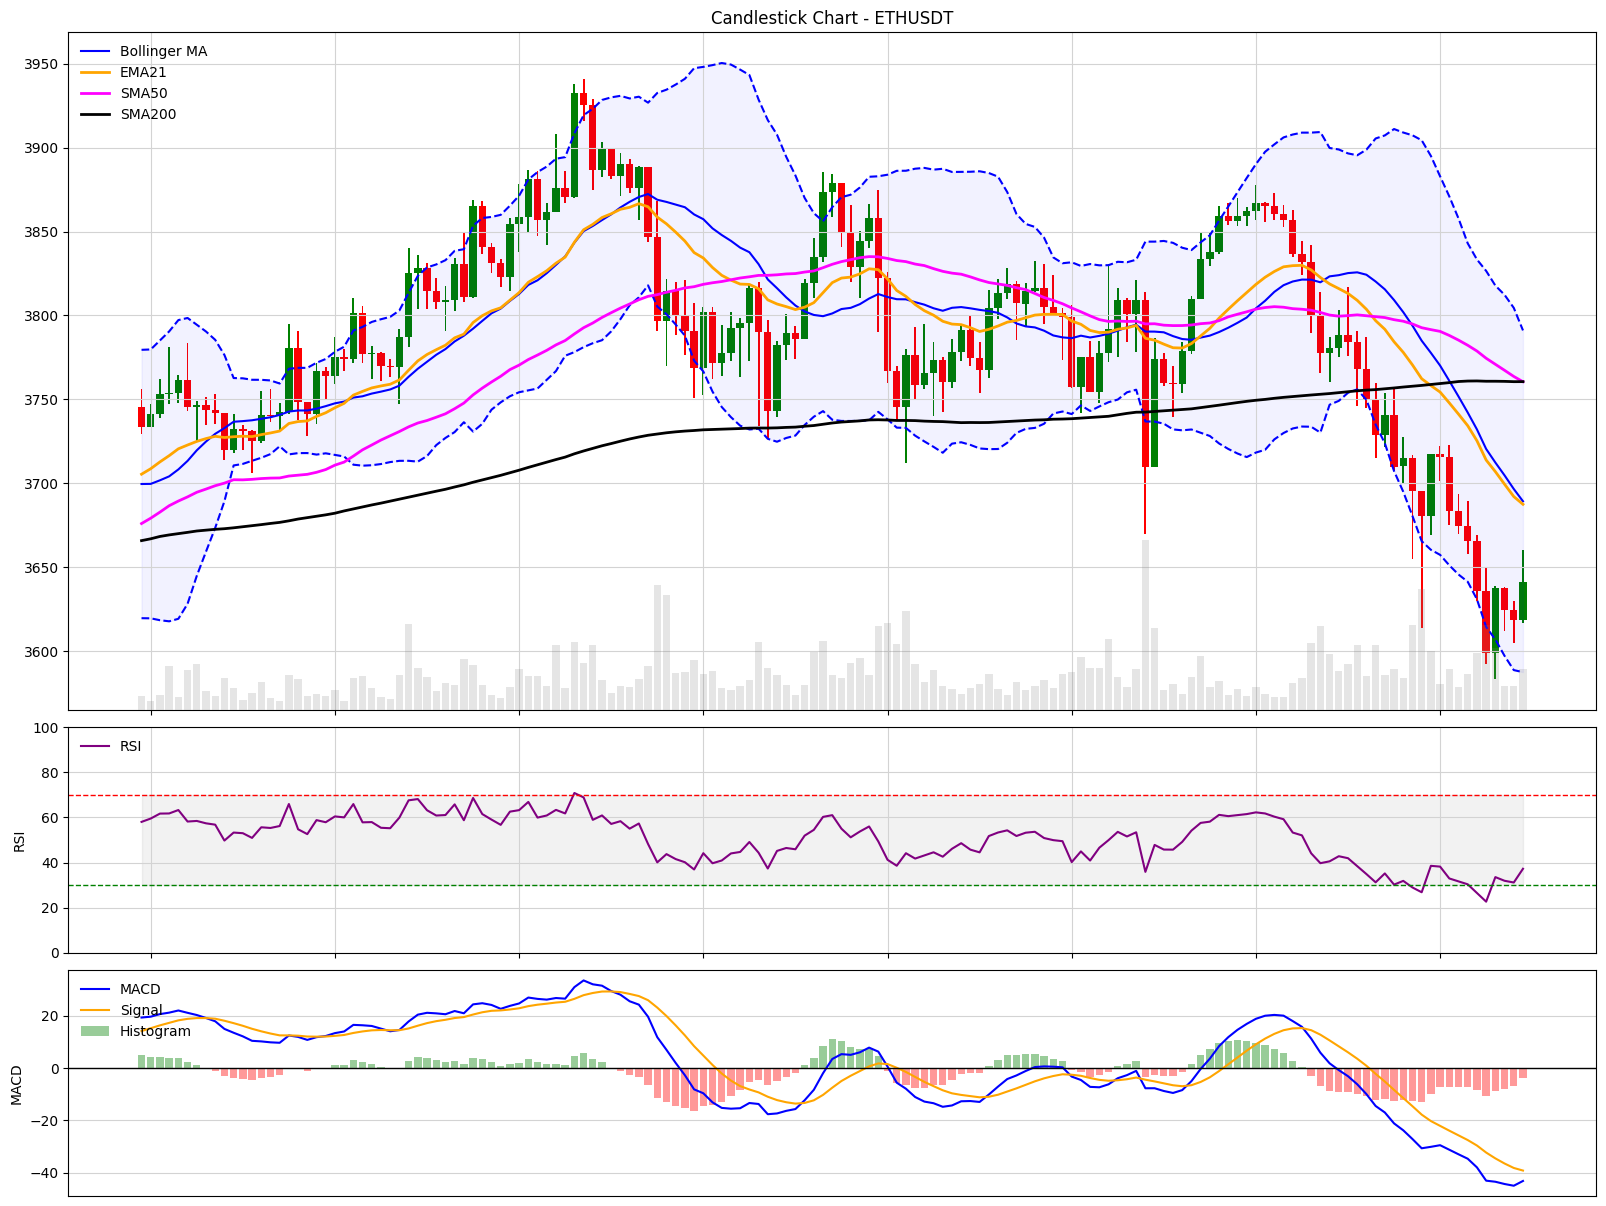 Candlestick Chart - ETHUSDT
Bollinger MA
EMA21
SMA50
SMA200
3950
3900
3850
3800
3750
3700
3650
3600
RSI
100
80
60
40
20
0
RSI
MACD
Signal
Histogram
20
0
−20
−40
MACD